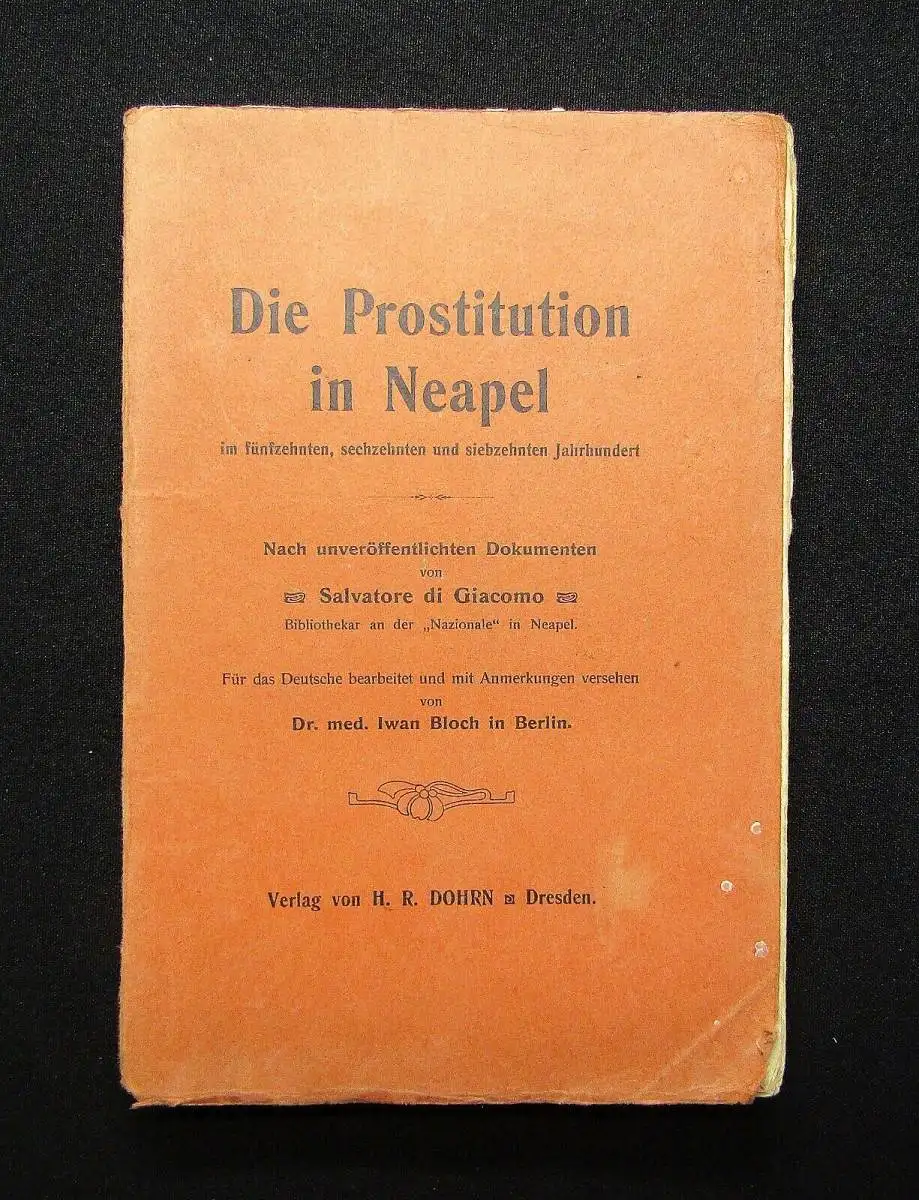 Die Prostitution
in Neapel
im fünfzehnten, sechzehnten und siebzehnten Jahrhundert
Nach unveröffentlichten Dokumenten
von
Salvatore di Giacomo
Bibliothekar an der „Nazionale“ in Neapel.
Für das Deutsche bearbeitet und mit Anmerkungen versehen
von
Dr. med. Iwan Bloch in Berlin.
Verlag von H. R. DOHRN Dresden.